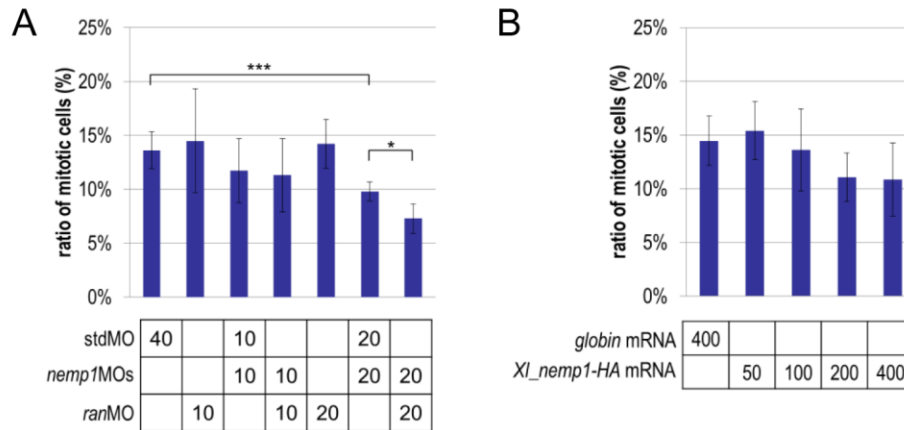 A
ratio of mitotic cells (%)
25%
20%
15%
10%
5%
0%
***
*
stdMO 40 10 20
nemp1MOs 10 10 20 20
ranMO 10 10 20 20
B
ratio of mitotic cells (%)
25%
20%
15%
10%
5%
0%
globin mRNA 400
Xl_nemp1-HA mRNA 50 100 200 400